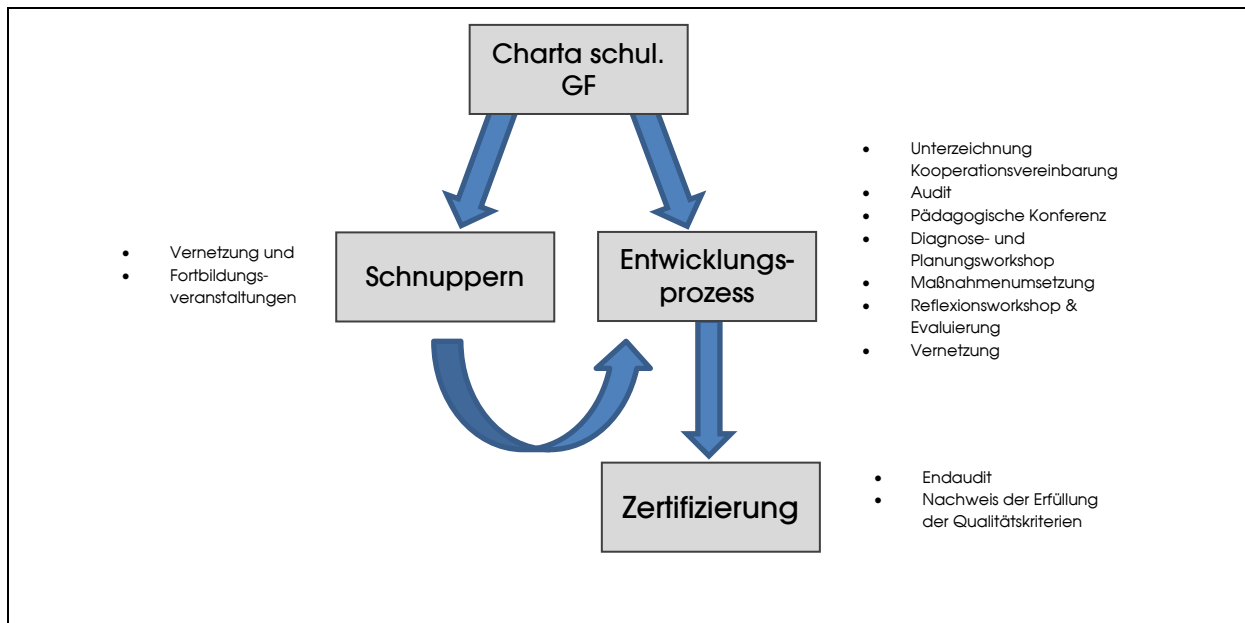 Charta schul.
GF
• Vernetzung und
• Fortbildungs-
veranstaltungen
Schnuppern
Entwicklungs-
prozess
• Unterzeichnung
Kooperationsvereinbarung
• Audit
• Pädagogische Konferenz
• Diagnose- und
Planungsworkshop
• Maßnahmenumsetzung
• Reflexionsworkshop &
Evaluierung
• Vernetzung
Zertifizierung
• Endaudit
• Nachweis der Erfüllung
der Qualitätskriterien